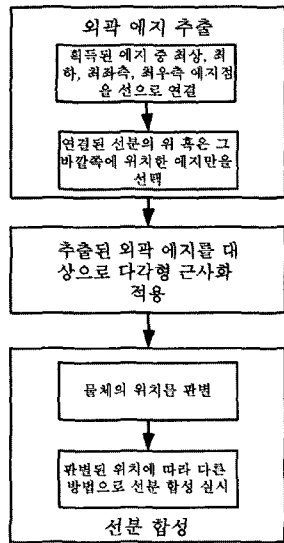 외곽 에지 추출
획득된 에지 중 최상, 최
하, 최좌측, 최우측 에지점
을 선으로 연결
연결된 선분의 위 혹은 그
바깥쪽에 위치한 에지만을
선택
추출된 외곽 에지를 대
상으로 다각형 근사화
적용
물체의 위치를 판별
판별된 위치에 따라 다른
방법으로 선분 합성 실시
선분 합성